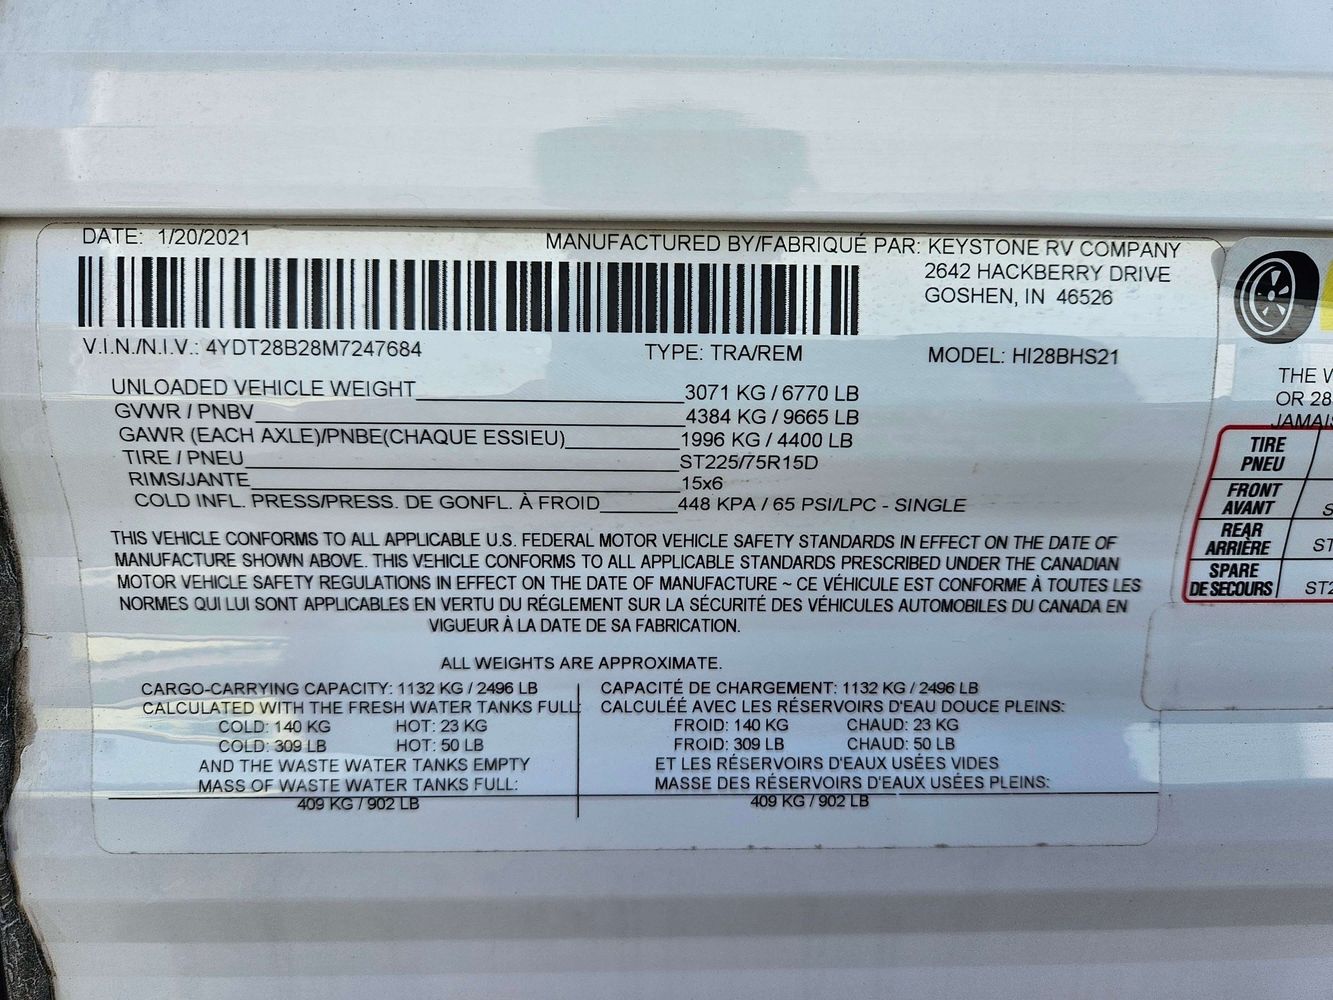 DATE: 1/20/2021
MANUFACTURED BY/FABRIQUÉ PAR: KEYSTONE RV COMPANY
2642 HACKBERRY DRIVE
GOSHEN, IN 46526
V.I.N./N.I.V.: 4YDT28B28M7247684 TYPE: TRA/REM MODEL: HI28BHS21
UNLOADED VEHICLE WEIGHT 3071 KG / 6770 LB
GVWR / PNBV 4384 KG / 9665 LB
GAWR (EACH AXLE)/PNBE(CHAQUE ESSIEU) 1996 KG / 4400 LB
TIRE / PNEU ST225/75R15D
RIMS/JANTE 15x6
COLD INFL. PRESS/PRESS. DE GONFL. À FROID 448 KPA / 65 PSI/LPC - SINGLE
THIS VEHICLE CONFORMS TO ALL APPLICABLE U.S. FEDERAL MOTOR VEHICLE SAFETY STANDARDS IN EFFECT ON THE DATE OF
MANUFACTURE SHOWN ABOVE. THIS VEHICLE CONFORMS TO ALL APPLICABLE STANDARDS PRESCRIBED UNDER THE CANADIAN
MOTOR VEHICLE SAFETY REGULATIONS IN EFFECT ON THE DATE OF MANUFACTURE ~ CE VÉHICULE EST CONFORME À TOUTES LES
NORMES QUI LUI SONT APPLICABLES EN VERTU DU RÉGLEMENT SUR LA SÉCURITÉ DES VÉHICULES AUTOMOBILES DU CANADA EN
VIGUEUR À LA DATE DE SA FABRICATION.
ALL WEIGHTS ARE APPROXIMATE.
CARGO-CARRYING CAPACITY: 1132 KG / 2496 LB
CALCULATED WITH THE FRESH WATER TANKS FULL:
COLD: 140 KG HOT: 23 KG
COLD: 309 LB HOT: 50 LB
AND THE WASTE WATER TANKS EMPTY
MASS OF WASTE WATER TANKS FULL:
409 KG / 902 LB
CAPACITÉ DE CHARGEMENT: 1132 KG / 2496 LB
CALCULÉÉ AVEC LES RÉSERVOIRS D'EAU DOUCE PLEINS:
FROID: 140 KG CHAUD: 23 KG
FROID: 309 LB CHAUD: 50 LB
ET LES RÉSERVOIRS D'EAUX USÉES VIDES
MASSE DES RÉSERVOIRS D'EAUX USÉES PLEINS:
409 KG / 902 LB
THE
OR 28
JAMAIS
TIRE
PNEU
FRONT
AVANT
REAR
ARRIÈRE ST
SPARE
DE SECOURS ST2